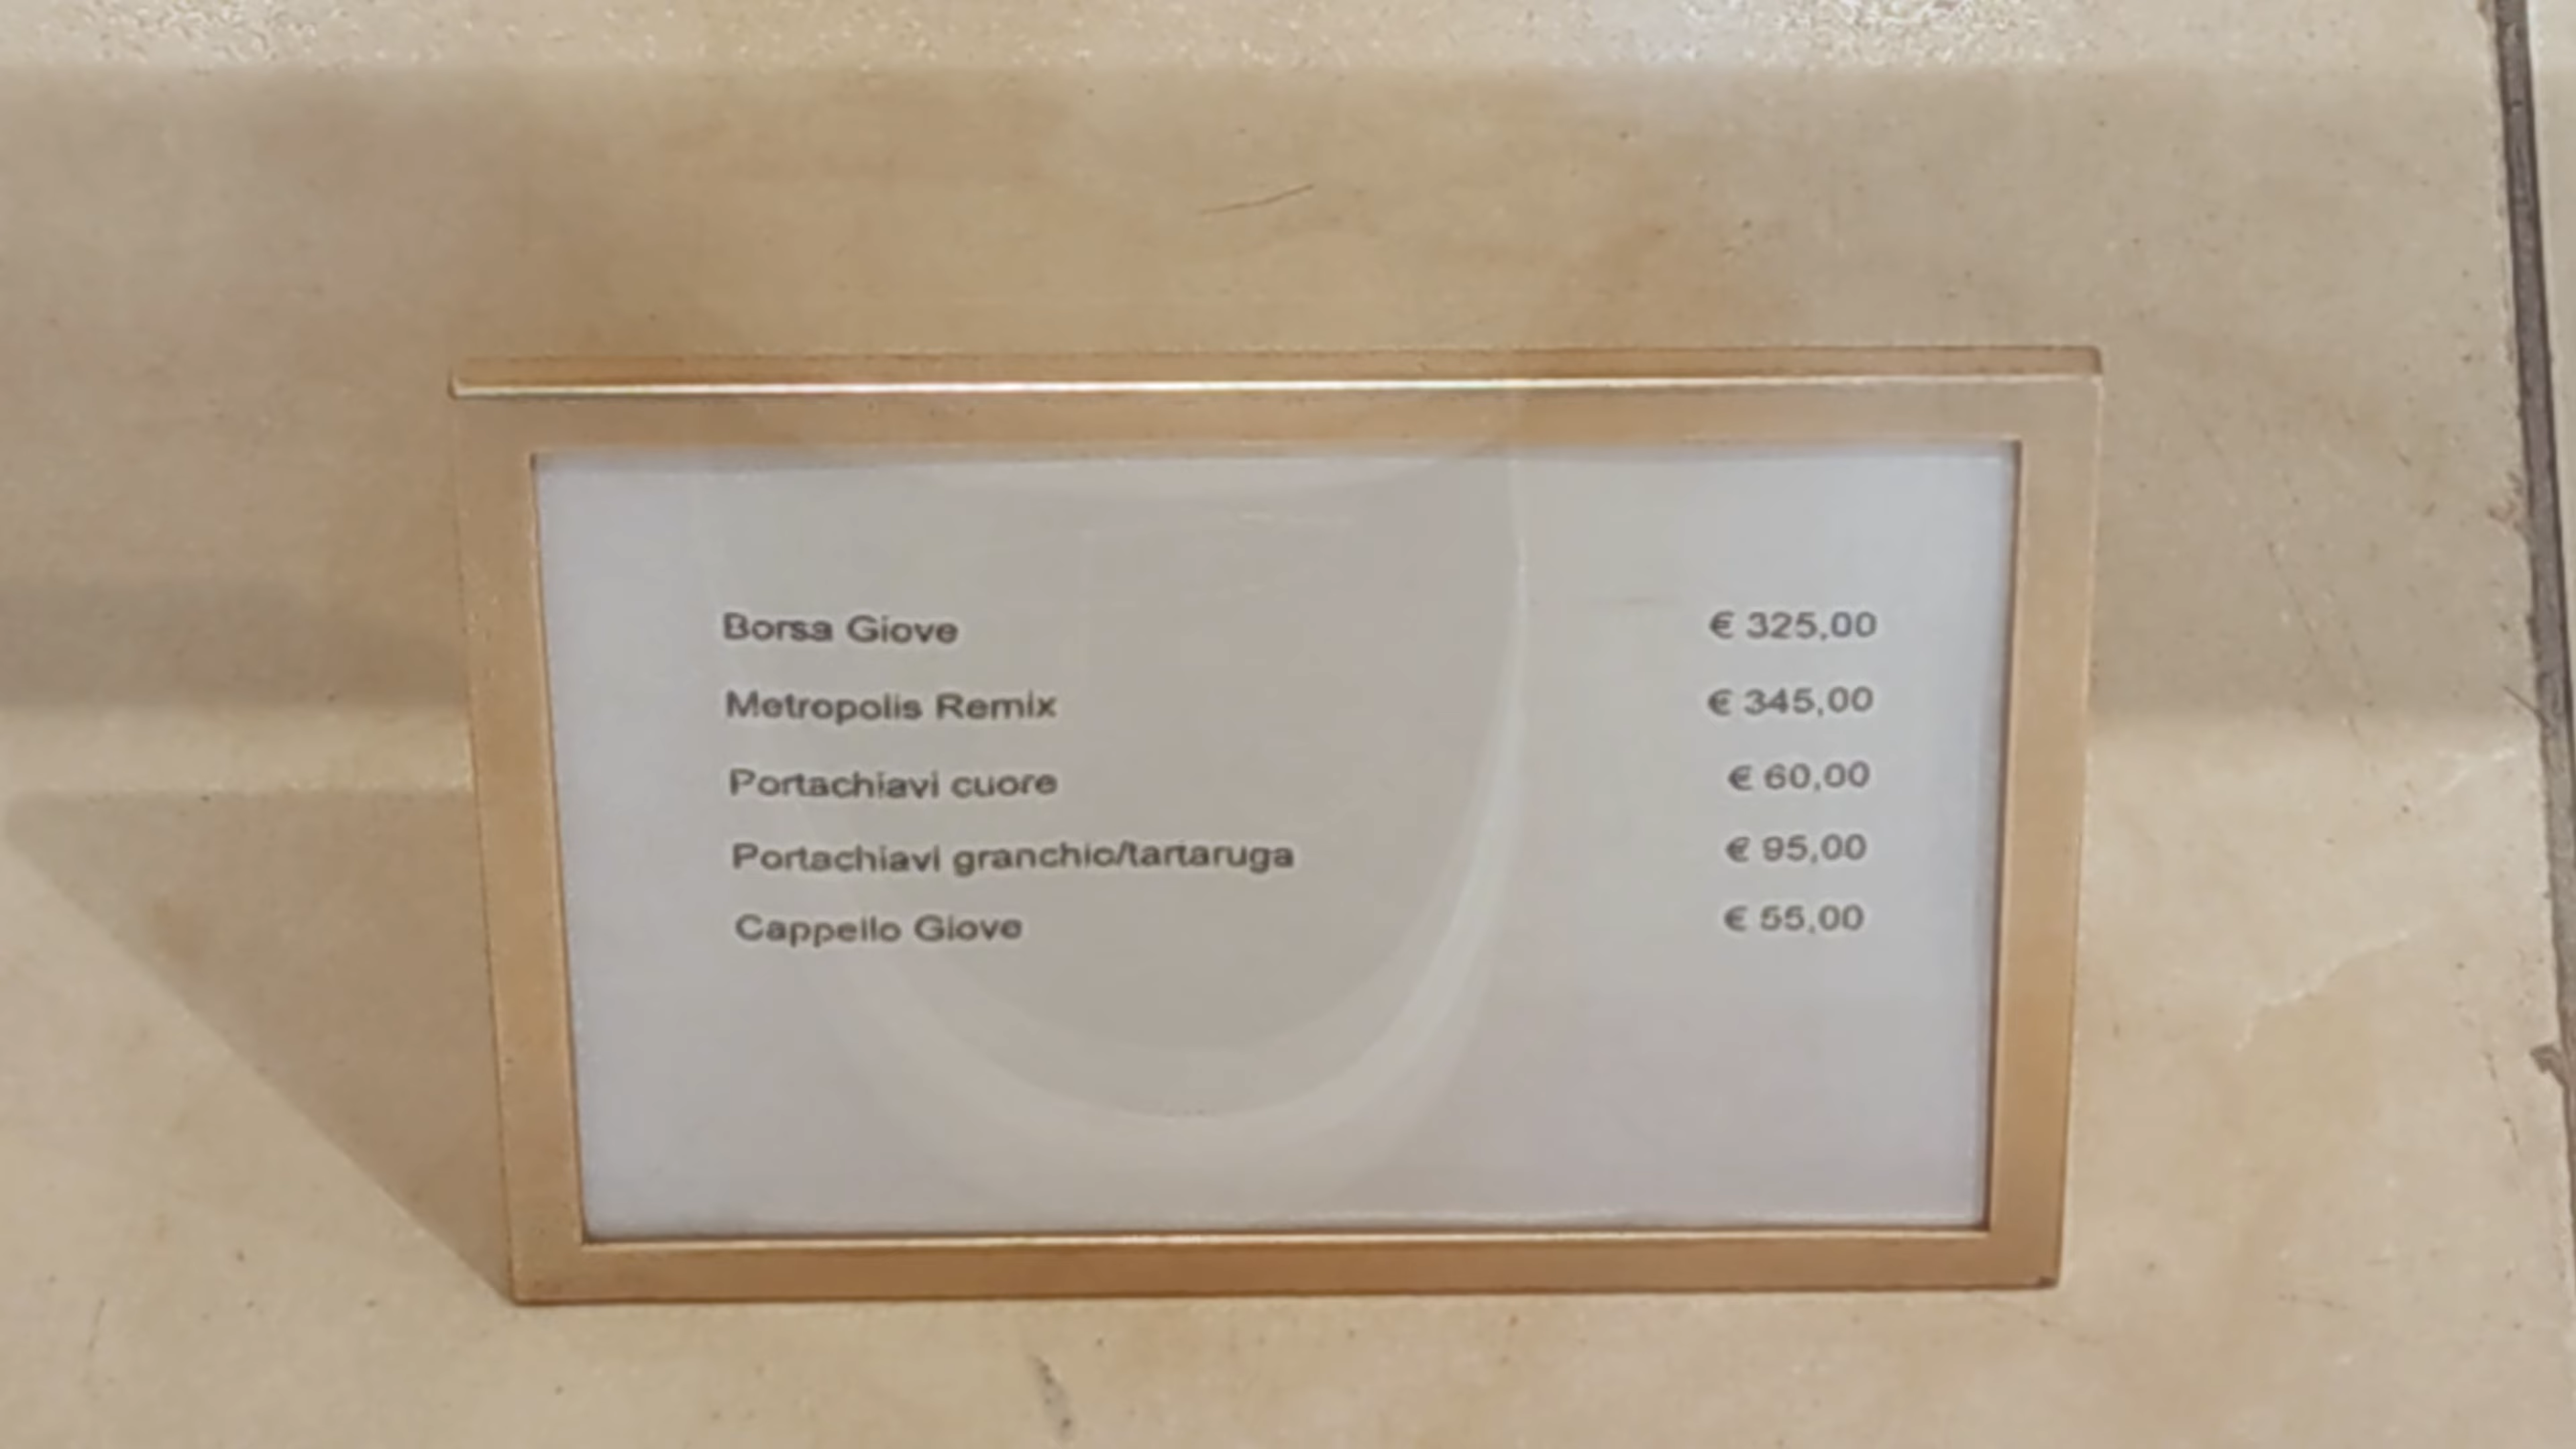 Borsa Giove € 325,00
Metropolis Remix € 345,00
Portachiavi cuore € 60,00
Portachiavi granchio/tartaruga € 95,00
Cappello Giove € 55,00